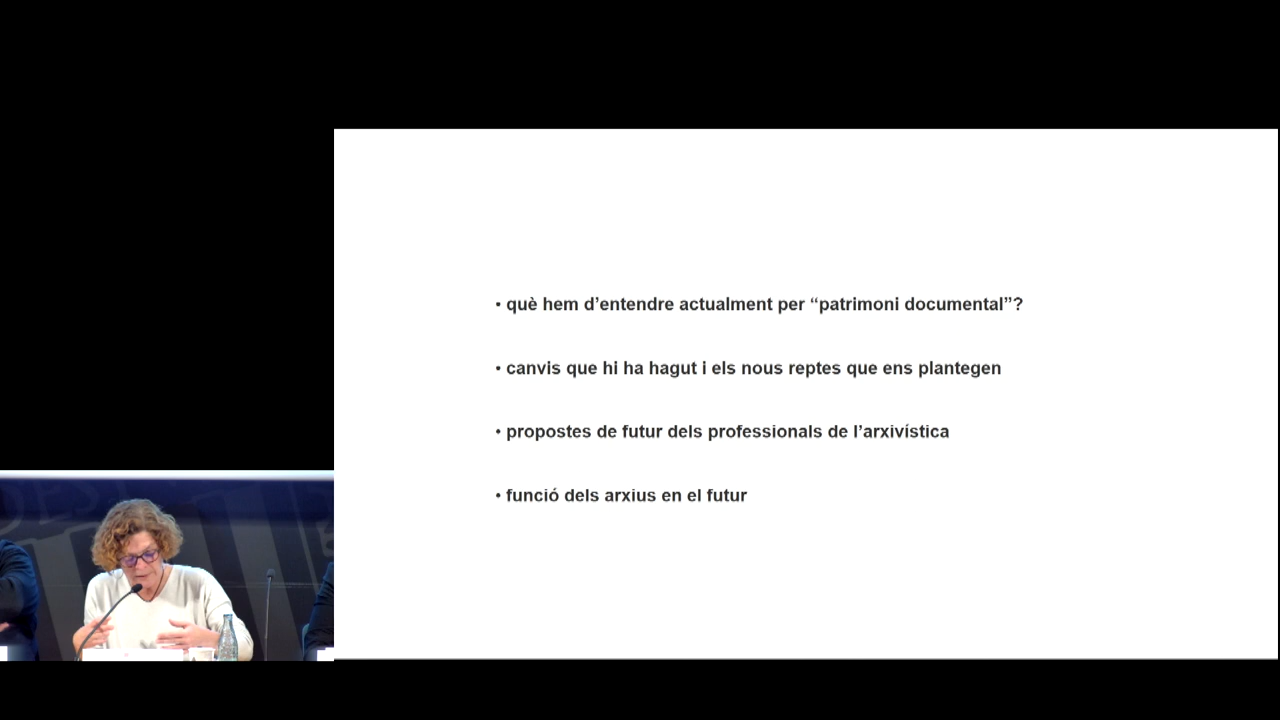 • què hem d’entendre actualment per “patrimoni documental”?
• canvis que hi ha hagut i els nous reptes que ens plantegen
• propostes de futur dels professionals de l’arxivística
• funció dels arxius en el futur